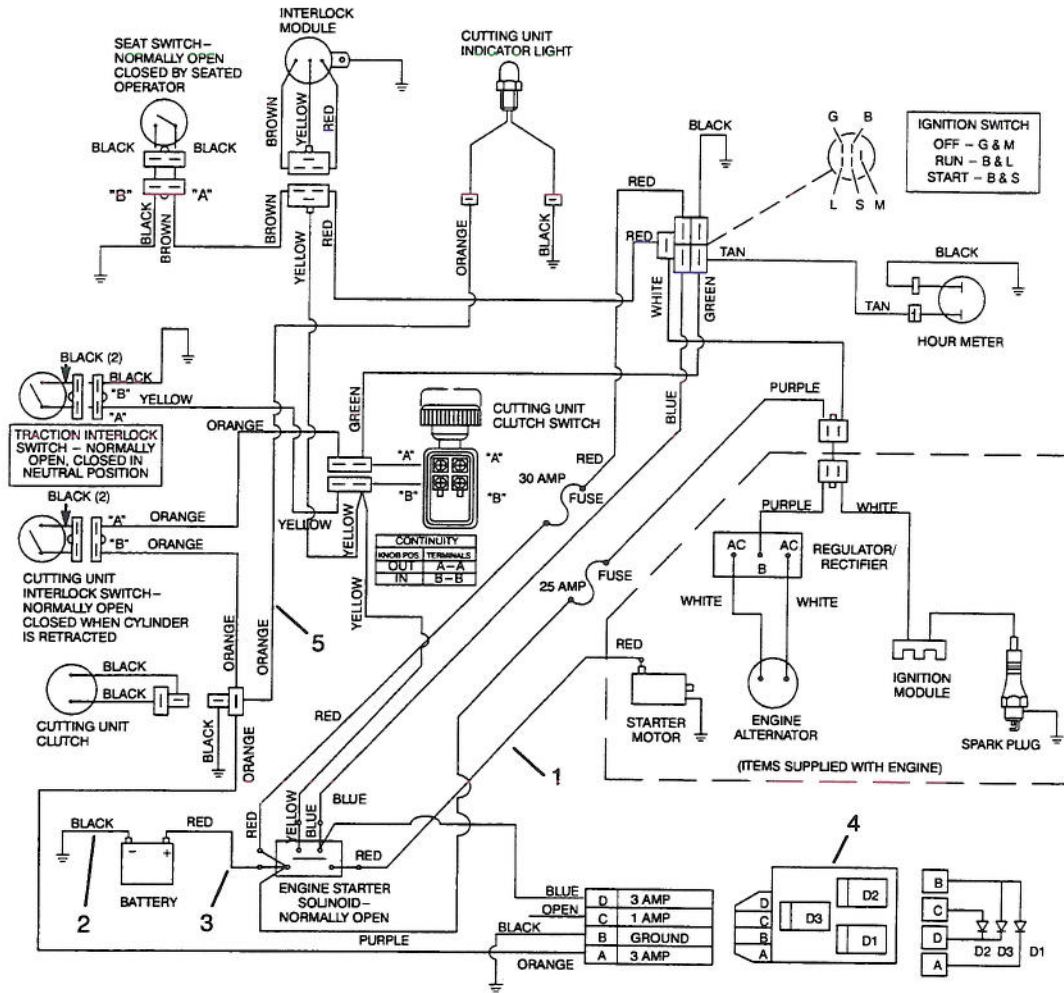 INTERLOCK
MODULE
SEAT SWITCH–
NORMALLY OPEN
CLOSED BY SEATED
OPERATOR
CUTTING UNIT
INDICATOR LIGHT
BROWN
YELLOW
RED
BLACK
BLACK
"B"
"A"
BLACK
BROWN
BROWN
YELLOW
RED
ORANGE
BLACK
RED
BLACK
RED
G
B
L
S
M
IGNITION SWITCH
OFF – G & M
RUN – B & L
START – B & S
TAN
BLACK
TAN
HOUR METER
WHITE
GREEN
BLUE
PURPLE
BLACK (2)
BLACK
"B"
YELLOW
"A"
TRACTION INTERLOCK
SWITCH – NORMALLY
OPEN, CLOSED IN
NEUTRAL POSITION
ORANGE
GREEN
CUTTING UNIT
CLUTCH SWITCH
"A"
"A"
"B"
"B"
YELLOW
YELLOW
YELLOW
CONTINUITY
KNOB POS. TERMINALS
OUT A–A
IN B–B
RED
30 AMP
FUSE
25 AMP
FUSE
BLACK (2)
"A"
ORANGE
"B"
ORANGE
CUTTING UNIT
INTERLOCK SWITCH–
NORMALLY OPEN
CLOSED WHEN CYLINDER
IS RETRACTED
ORANGE
ORANGE
5
PURPLE
WHITE
AC
AC
B
REGULATOR/
RECTIFIER
WHITE
WHITE
ENGINE
ALTERNATOR
IGNITION
MODULE
SPARK PLUG
(ITEMS SUPPLIED WITH ENGINE)
RED
STARTER
MOTOR
1
BLACK
BLACK
CUTTING UNIT
CLUTCH
BLACK
ORANGE
RED
BLUE
RED
YELLOW
BLUE
BLACK
RED
–
+
BATTERY
2
3
RED
ENGINE STARTER
SOLINOID–
NORMALLY OPEN
PURPLE
BLUE
OPEN
BLACK
ORANGE
D 3 AMP
C 1 AMP
B GROUND
A 3 AMP
4
D
C
B
A
D3
D2
D1
B
C
D
A
D2 D3 D1